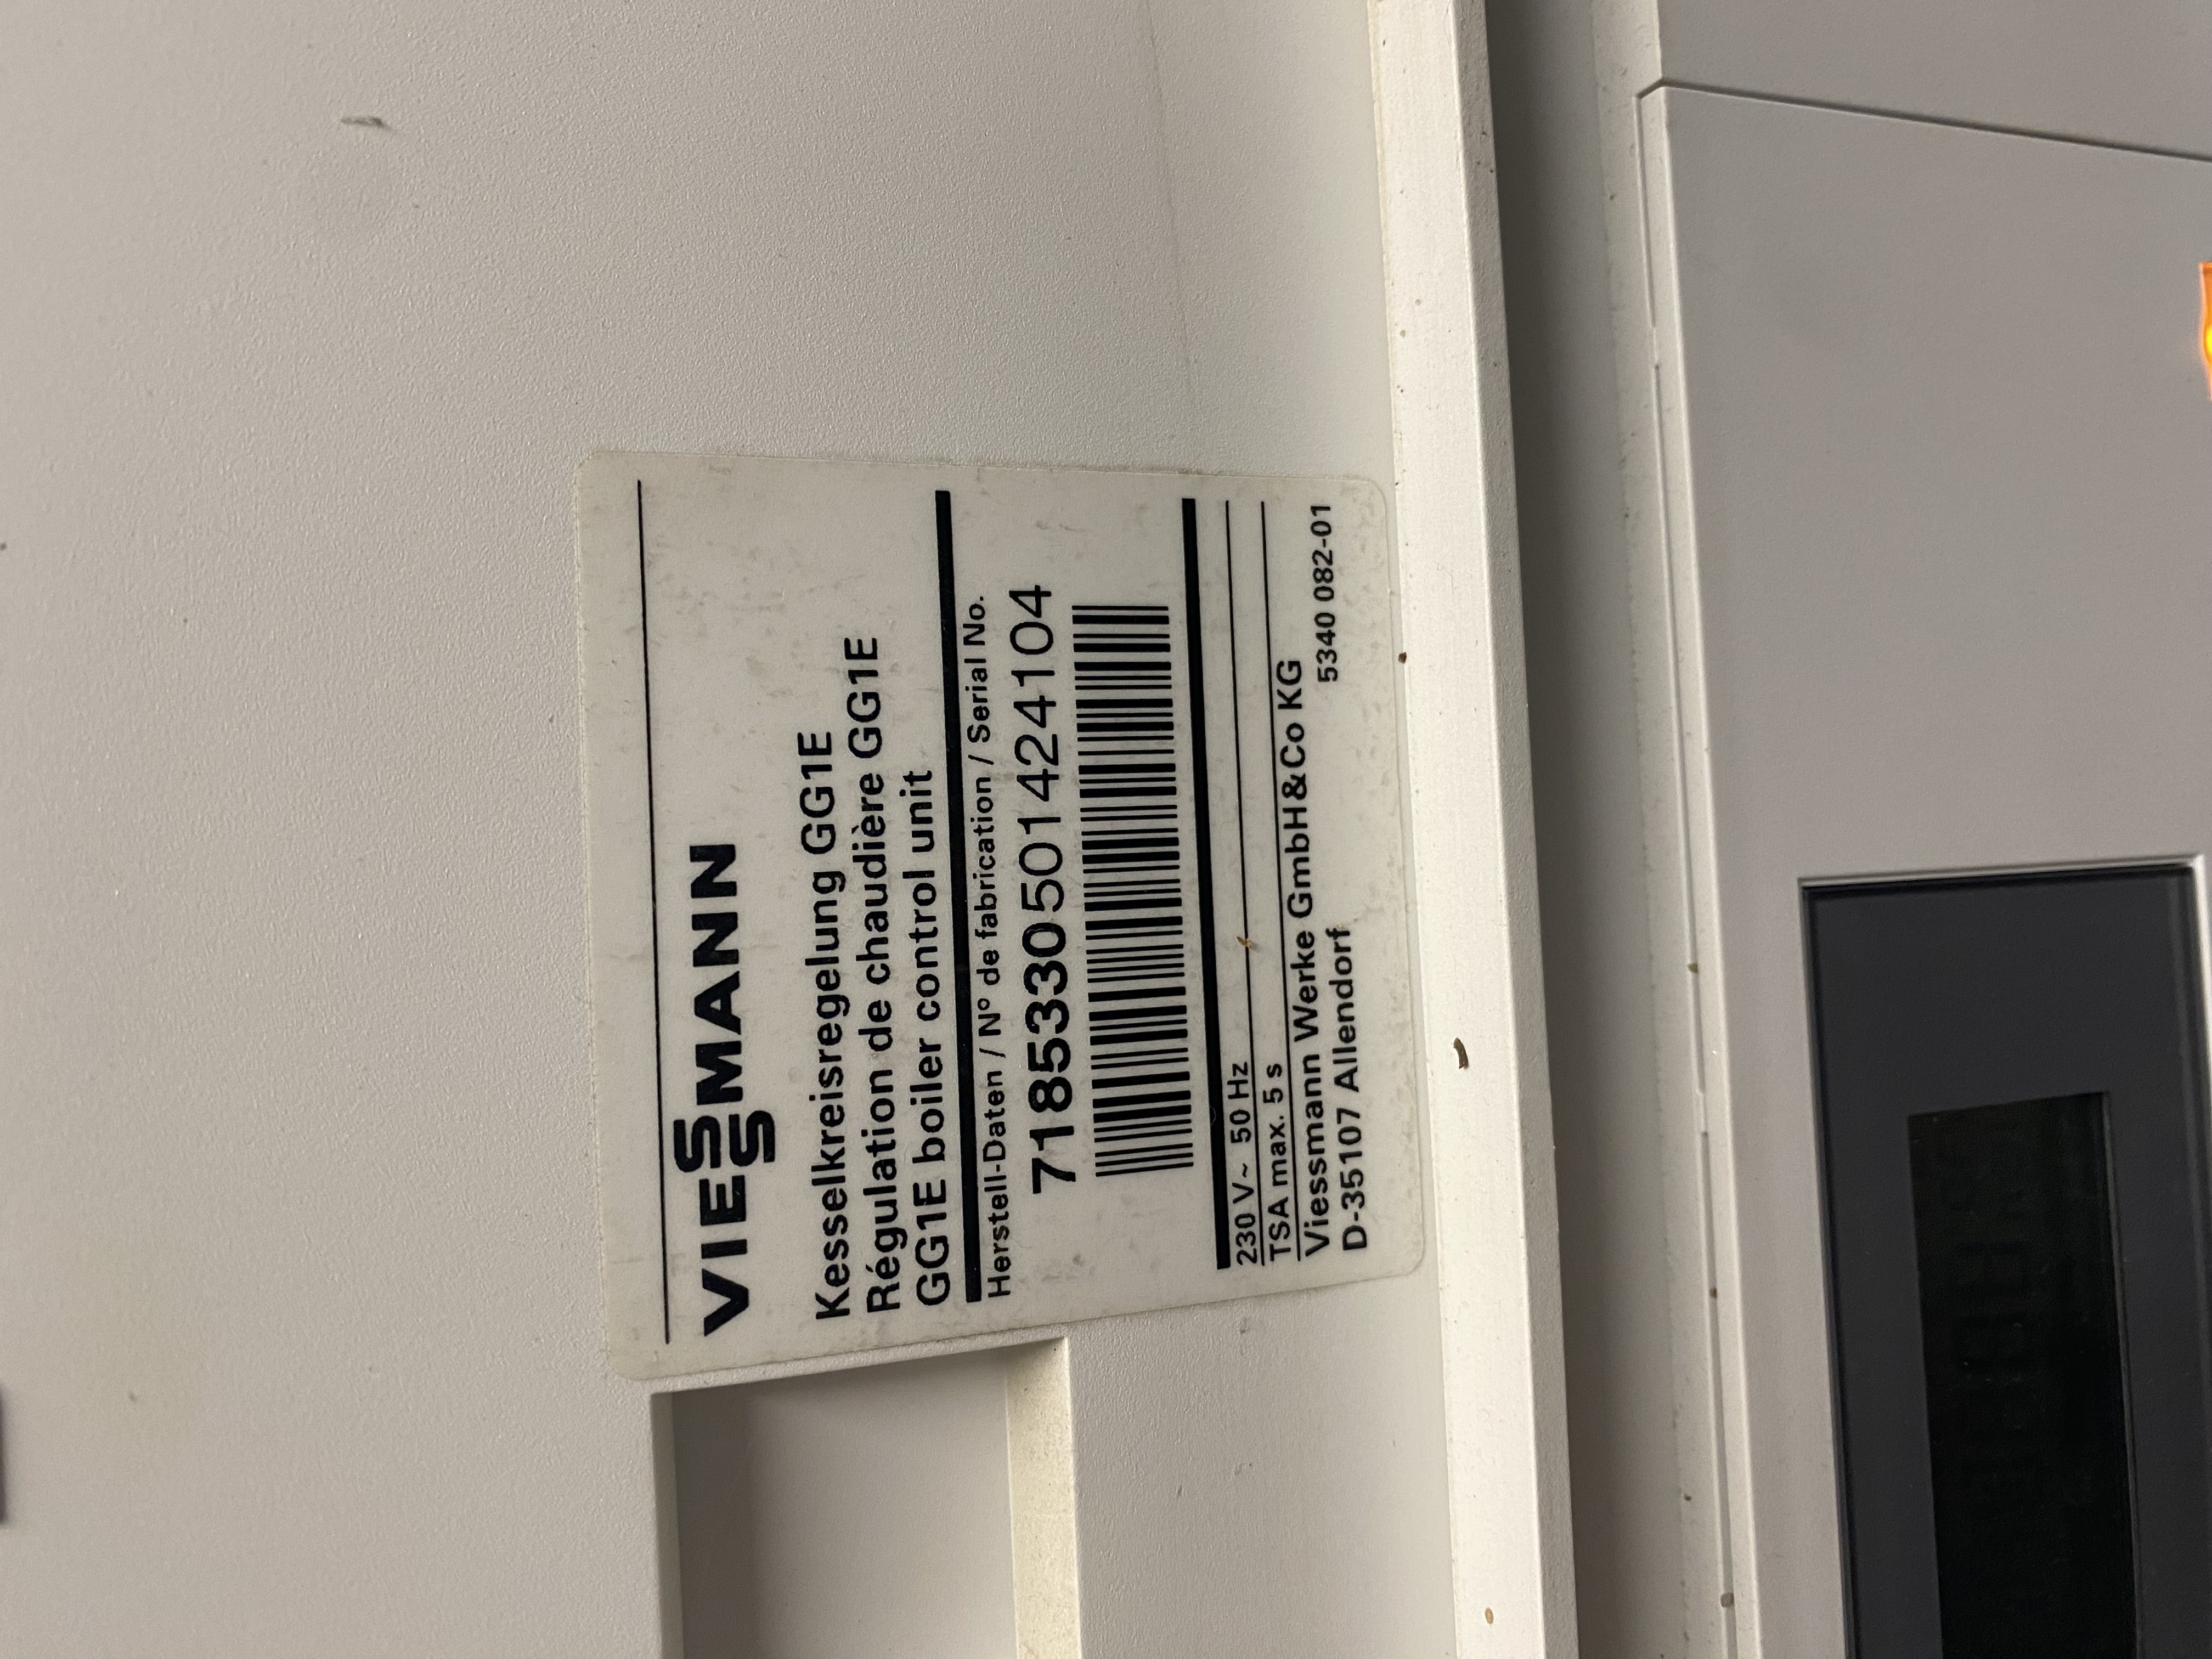 VIESSMANN
Kesselkreisregelung GG1E
Régulation de chaudière GG1E
GG1E boiler control unit
Herstell-Daten / N° de fabrication / Serial No.
7185330501424104
230 V~ 50 Hz
TSA max. 5 s
Viessmann Werke GmbH&Co KG
D-35107 Allendorf
5340 082-01